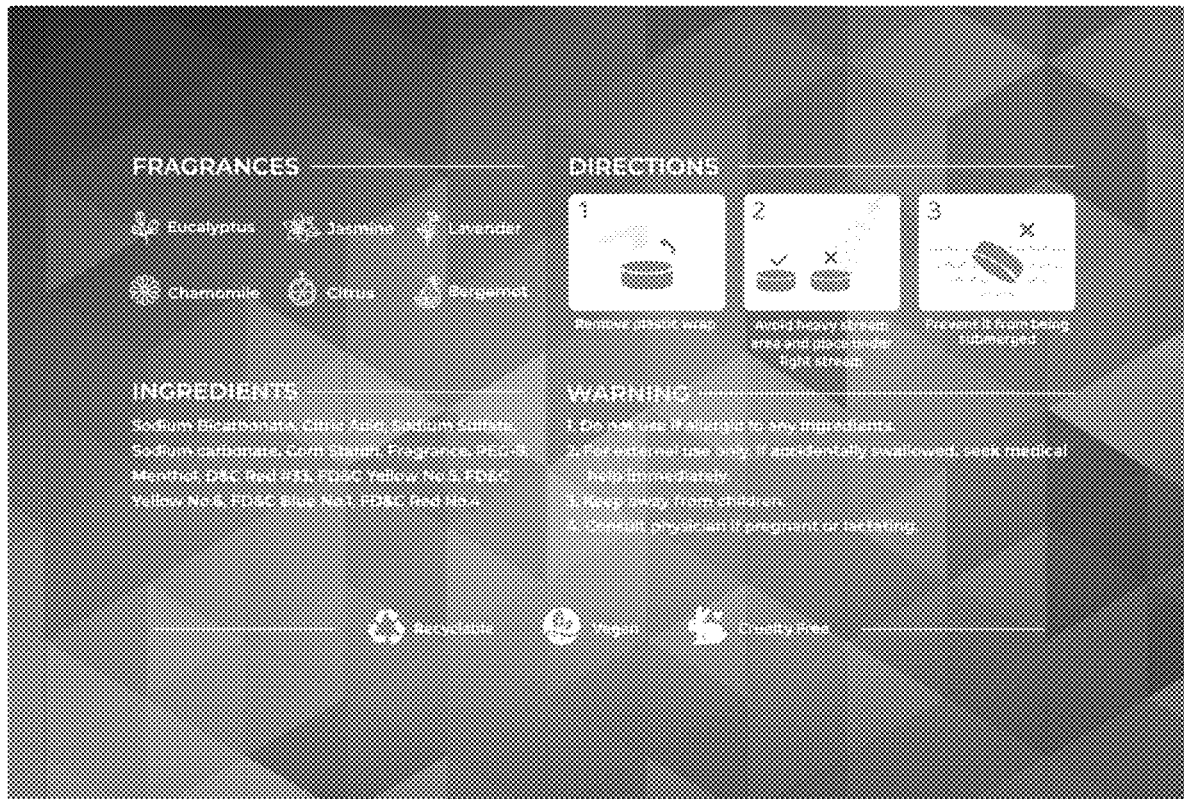 FRAGRANCES
Eucalyptus
Jasmine
Lavender
Chamomile
Citrus
Bergamot
DIRECTIONS
1
2
3
Remove plastic wrap
Avoid heavy stream
area and place under
light stream
Prevent it from being
submerged
INGREDIENTS
Sodium Bicarbonate, Citric Acid, Sodium Sulfate,
Sodium carbonate, Corn Starch, Fragrance,
Menthol, D&C Red #33, FD&C Yellow No 5, FD&C
Yellow No 6, FD&C Blue No 1, FD&C Red
WARNING
1. Do not use if allergic to any ingredients.
2. For external use only. If accidentally swallowed, seek medical
help immediately.
3. Keep away from children.
4. Consult physician if pregnant or lactating.
Recyclable
Vegan
Cruelty free